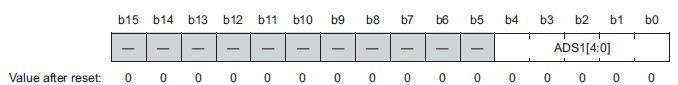 b15 b14 b13 b12 b11 b10 b9 b8 b7 b6 b5 b4 b3 b2 b1 b0
— — — — — — — — — — — ADS1[4:0]
Value after reset: 0 0 0 0 0 0 0 0 0 0 0 0 0 0 0 0